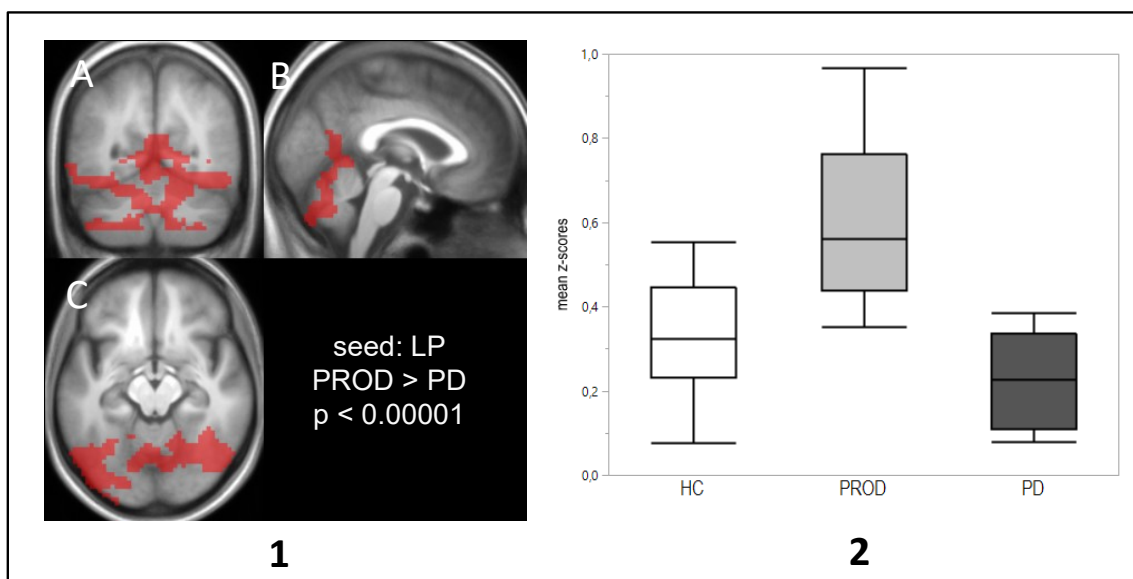 A
B
C
seed: LP
PROD > PD
p < 0.00001
1
mean z-scores
1,0
0,8
0,6
0,4
0,2
0,0
HC
PROD
PD
2